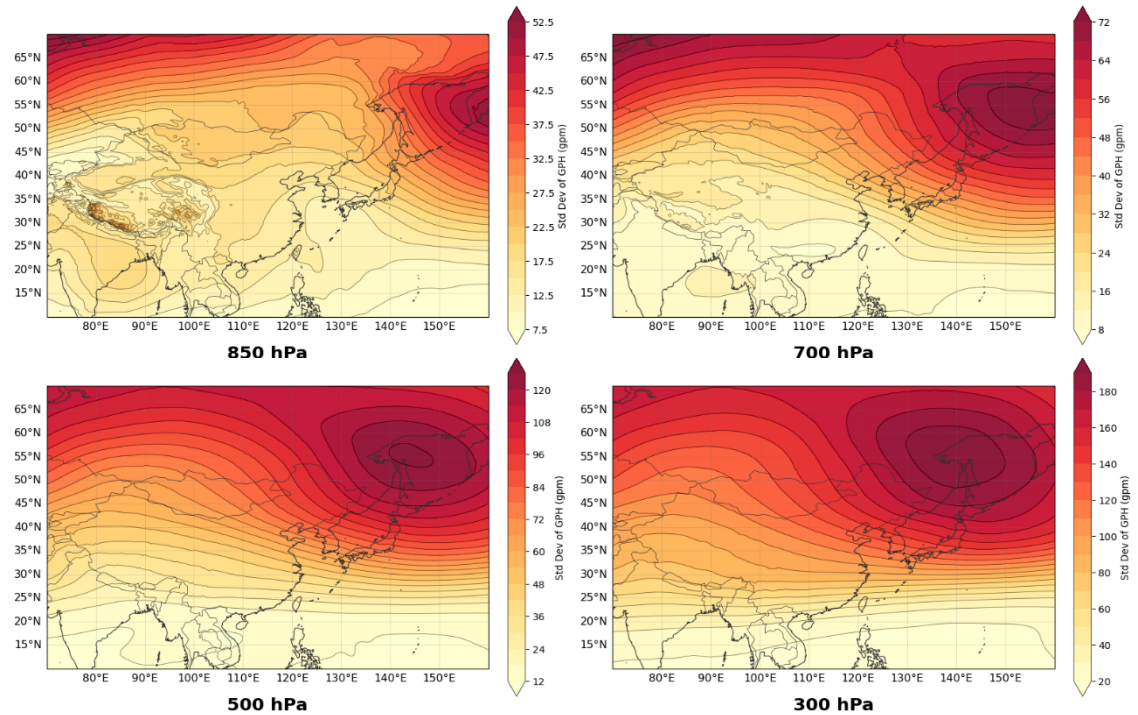 65°N
60°N
55°N
50°N
45°N
40°N
35°N
30°N
25°N
20°N
15°N
80°E 90°E 100°E 110°E 120°E 130°E 140°E 150°E
850 hPa
52.5
47.5
42.5
37.5
32.5
27.5
22.5
17.5
12.5
7.5
Std Dev of GPH (gpm)
65°N
60°N
55°N
50°N
45°N
40°N
35°N
30°N
25°N
20°N
15°N
80°E 90°E 100°E 110°E 120°E 130°E 140°E 150°E
700 hPa
72
64
56
48
40
32
24
16
8
Std Dev of GPH (gpm)
65°N
60°N
55°N
50°N
45°N
40°N
35°N
30°N
25°N
20°N
15°N
80°E 90°E 100°E 110°E 120°E 130°E 140°E 150°E
500 hPa
120
108
96
84
72
60
48
36
24
12
Std Dev of GPH (gpm)
65°N
60°N
55°N
50°N
45°N
40°N
35°N
30°N
25°N
20°N
15°N
80°E 90°E 100°E 110°E 120°E 130°E 140°E 150°E
300 hPa
180
160
140
120
100
80
60
40
20
Std Dev of GPH (gpm)